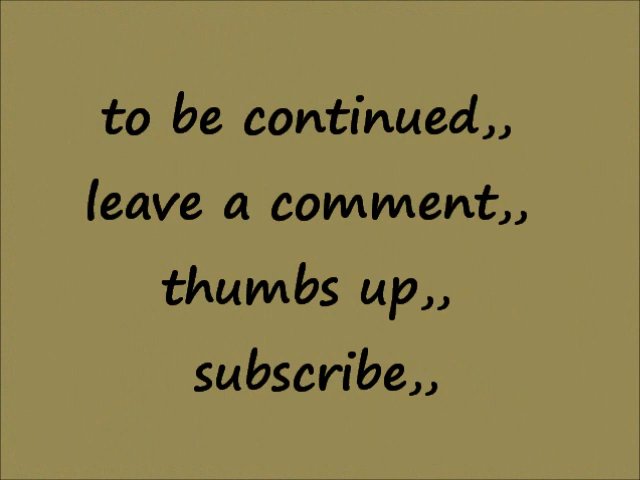 to be continued,,
leave a comment,,
thumbs up,,
subscribe,,